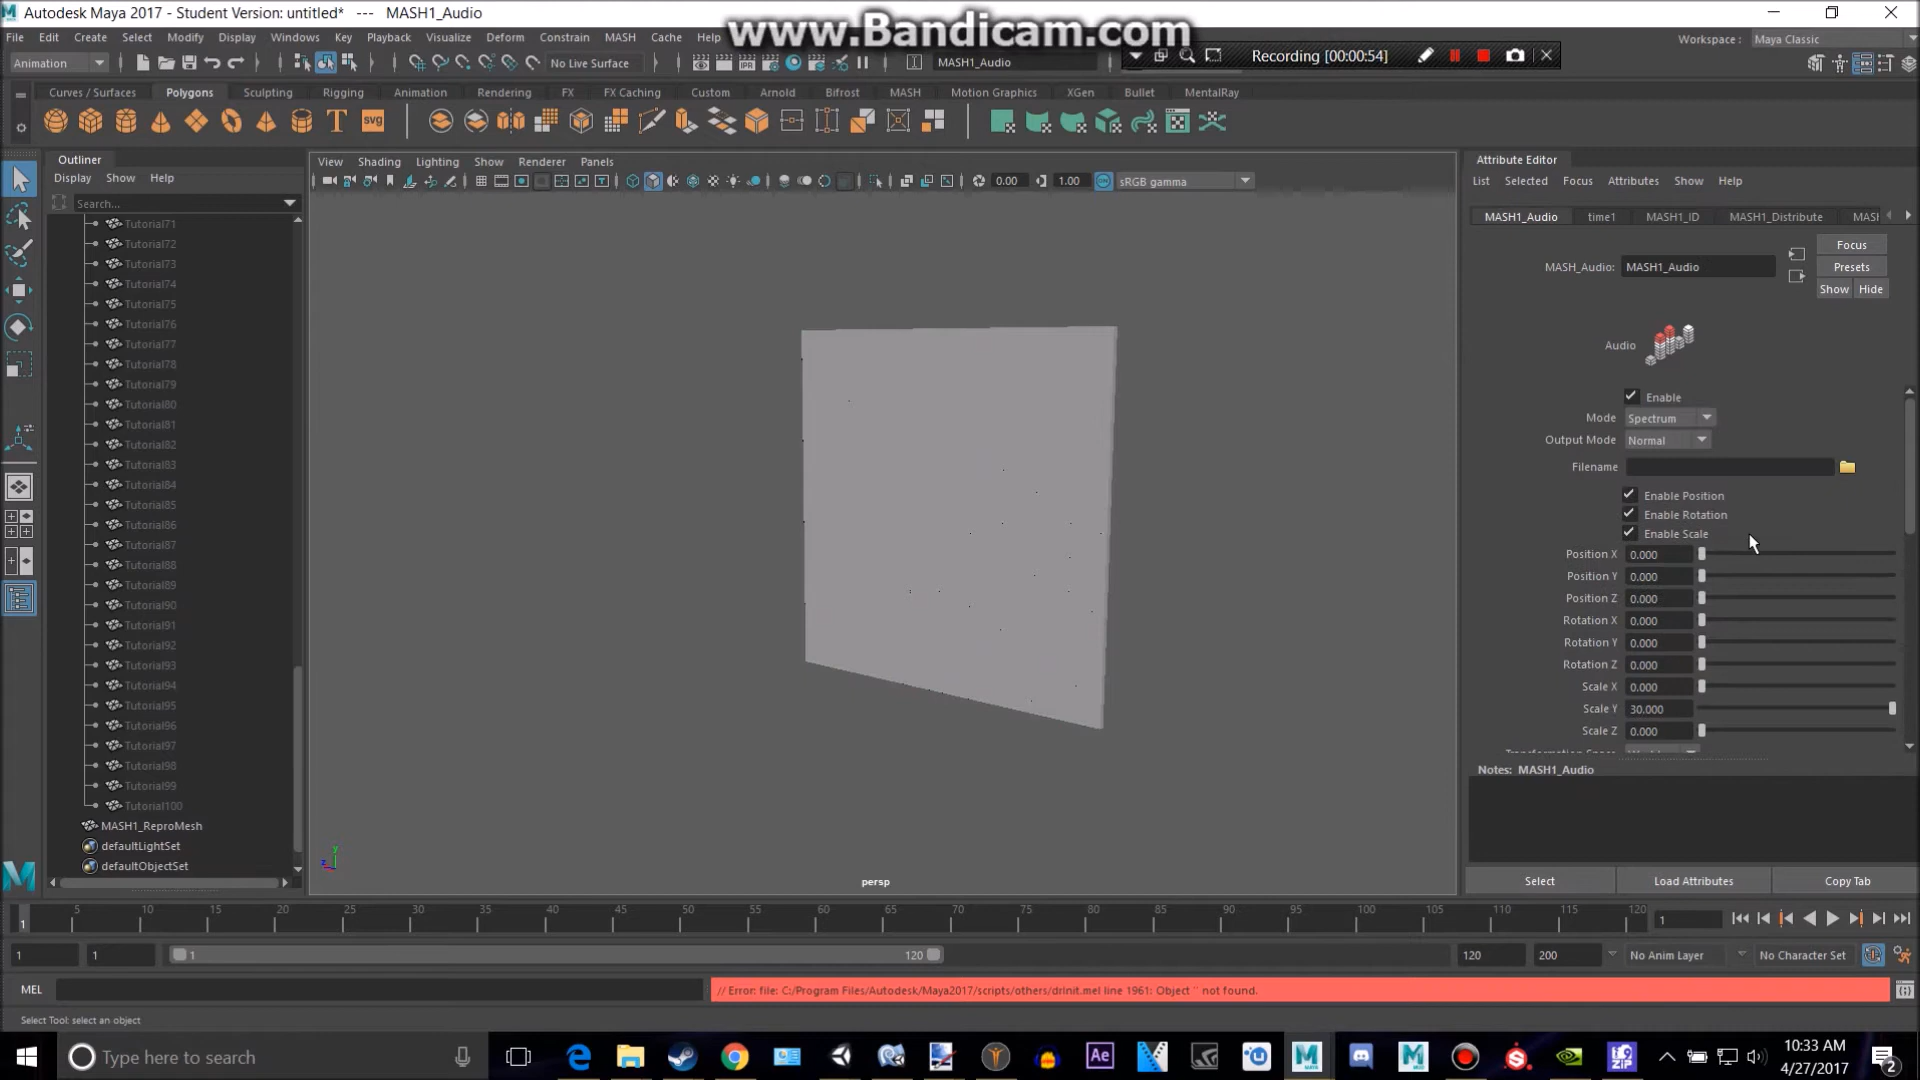 Autodesk Maya 2017 - Student Version: untitled* --- MASH1_Audio
www.Bandicam.com
File Edit Create Select Modify Display Windows Key Playback Visualize Deform Constrain MASH Cache Arnold Help
Workspace : Maya Classic
Recording [00:00:54]
Animation
No Live Surface
MASH1_Audio
Curves / Surfaces Polygons Sculpting Rigging Animation Rendering FX FX Caching Custom Arnold Bifrost MASH Motion Graphics XGen Bullet MentalRay
T
SVG
IPR
Outliner
Display Show Help
Search...
Tutorial71
Tutorial72
Tutorial73
Tutorial74
Tutorial75
Tutorial76
Tutorial77
Tutorial78
Tutorial79
Tutorial80
Tutorial81
Tutorial82
Tutorial83
Tutorial84
Tutorial85
Tutorial86
Tutorial87
Tutorial88
Tutorial89
Tutorial90
Tutorial91
Tutorial92
Tutorial93
Tutorial94
Tutorial95
Tutorial96
Tutorial97
Tutorial98
Tutorial99
Tutorial100
MASH1_ReproMesh
defaultLightSet
defaultObjectSet
View Shading Lighting Show Renderer Panels
0.00 1.00 sRGB gamma
y
z
persp
Attribute Editor
List Selected Focus Attributes Show Help
MASH1_Audio time1 MASH1_ID MASH1_Distribute MASH
Focus
MASH_Audio: MASH1_Audio
Presets
Show Hide
Audio
Enable
Mode Spectrum
Output Mode Normal
Filename
Enable Position
Enable Rotation
Enable Scale
Position X 0.000
Position Y 0.000
Position Z 0.000
Rotation X 0.000
Rotation Y 0.000
Rotation Z 0.000
Scale X 0.000
Scale Y 30.000
Scale Z 0.000
Notes: MASH1_Audio
Select Load Attributes Copy Tab
1 5 10 15 20 25 30 35 40 45 50 55 60 65 70 75 80 85 90 95 100 105 110 115 120
1
1 1 1 120 120 200 No Anim Layer No Character Set
MEL // Error: file: C:/Program Files/Autodesk/Maya2017/scripts/others/drInit.mel line 1961: Object '' not found.
Select Tool: select an object
Type here to search
Ae
10:33 AM
4/27/2017
2